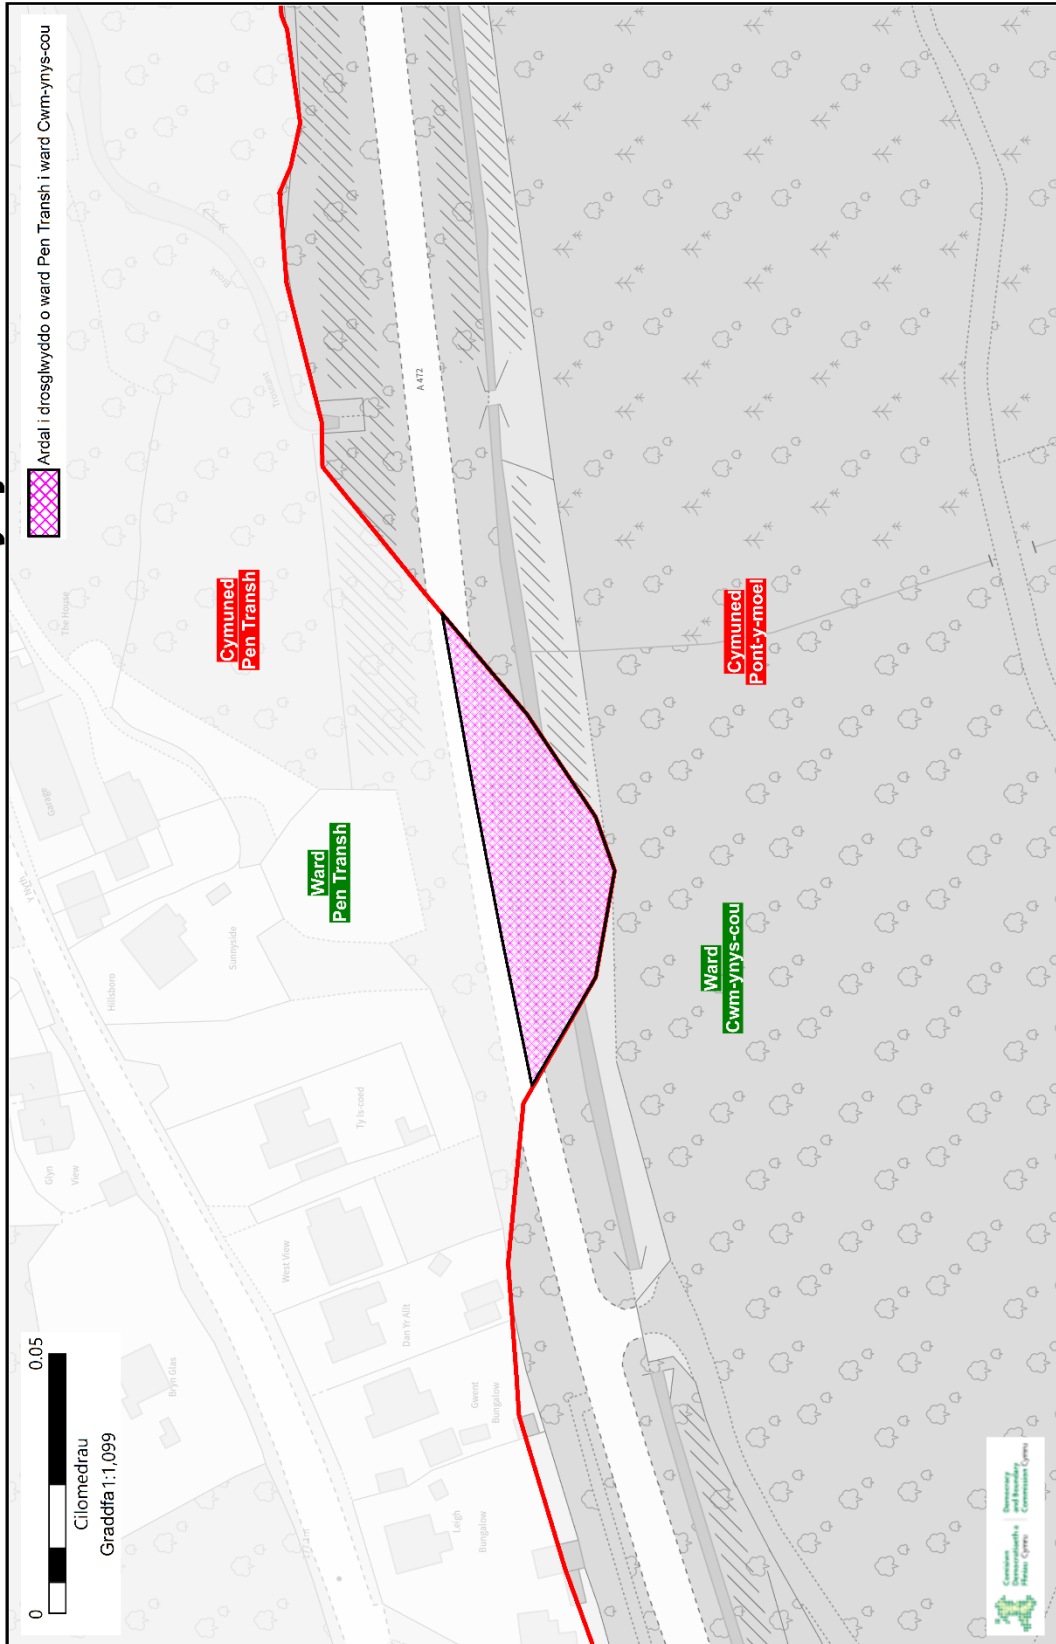 Ardal i drosglwyddo o ward Pen Transh i ward Cwm-ynys-cou
0 0.05
Cilomedrau
Graddfa1:1,099
Cymuned
Pen Transh
Ward
Pen Transh
Cymuned
Pont-y-moel
Ward
Cwm-ynys-cou
A 472
The House
Garage
Sunnyside
Hillsboro
Glyn
View
Ty Is-coed
West View
Dan Yr Allt
Bryn Glas
Gwent
Bungalow
Leigh
Bungalow
172 m
Brook
Comisiwn
Democratiaeth a
Ffiniau Cymru
Democracy
and Boundary
Commission Cymru